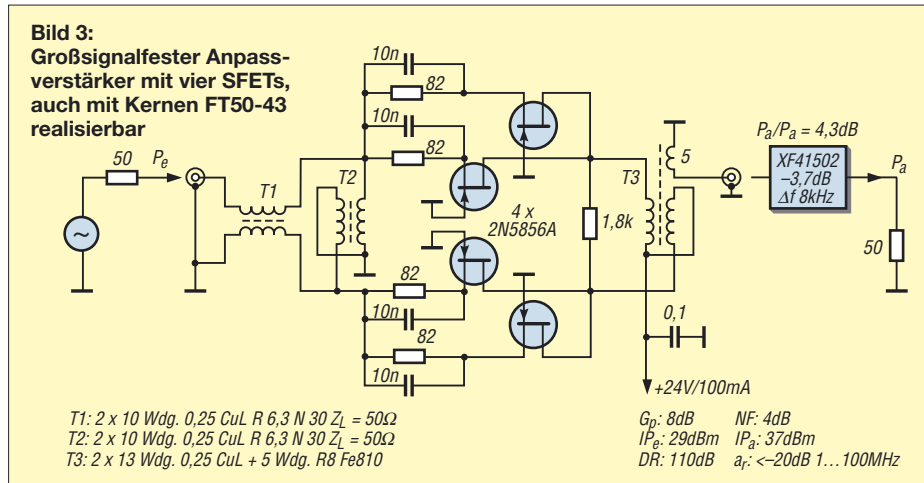 Bild 3:
Großsignalfester Anpass-
verstärker mit vier SFETs,
auch mit Kernen FT50-43
realisierbar
10n
82
10n
82
50
Pe
T1
T2
4 x
2N5856A
82
10n
82
10n
1,8k
T3
5
Pa/Pa = 4,3dB
XF41502
–3,7dB
Δf 8kHz
Pa
50
0,1
+24V/100mA
T1: 2 x 10 Wdg. 0,25 CuL R 6,3 N 30 ZL = 50Ω
T2: 2 x 10 Wdg. 0,25 CuL R 6,3 N 30 ZL = 50Ω
T3: 2 x 13 Wdg. 0,25 CuL + 5 Wdg. R8 Fe810
Gp: 8dB NF: 4dB
IPe: 29dBm IPa: 37dBm
DR: 110dB ar: <–20dB 1...100MHz